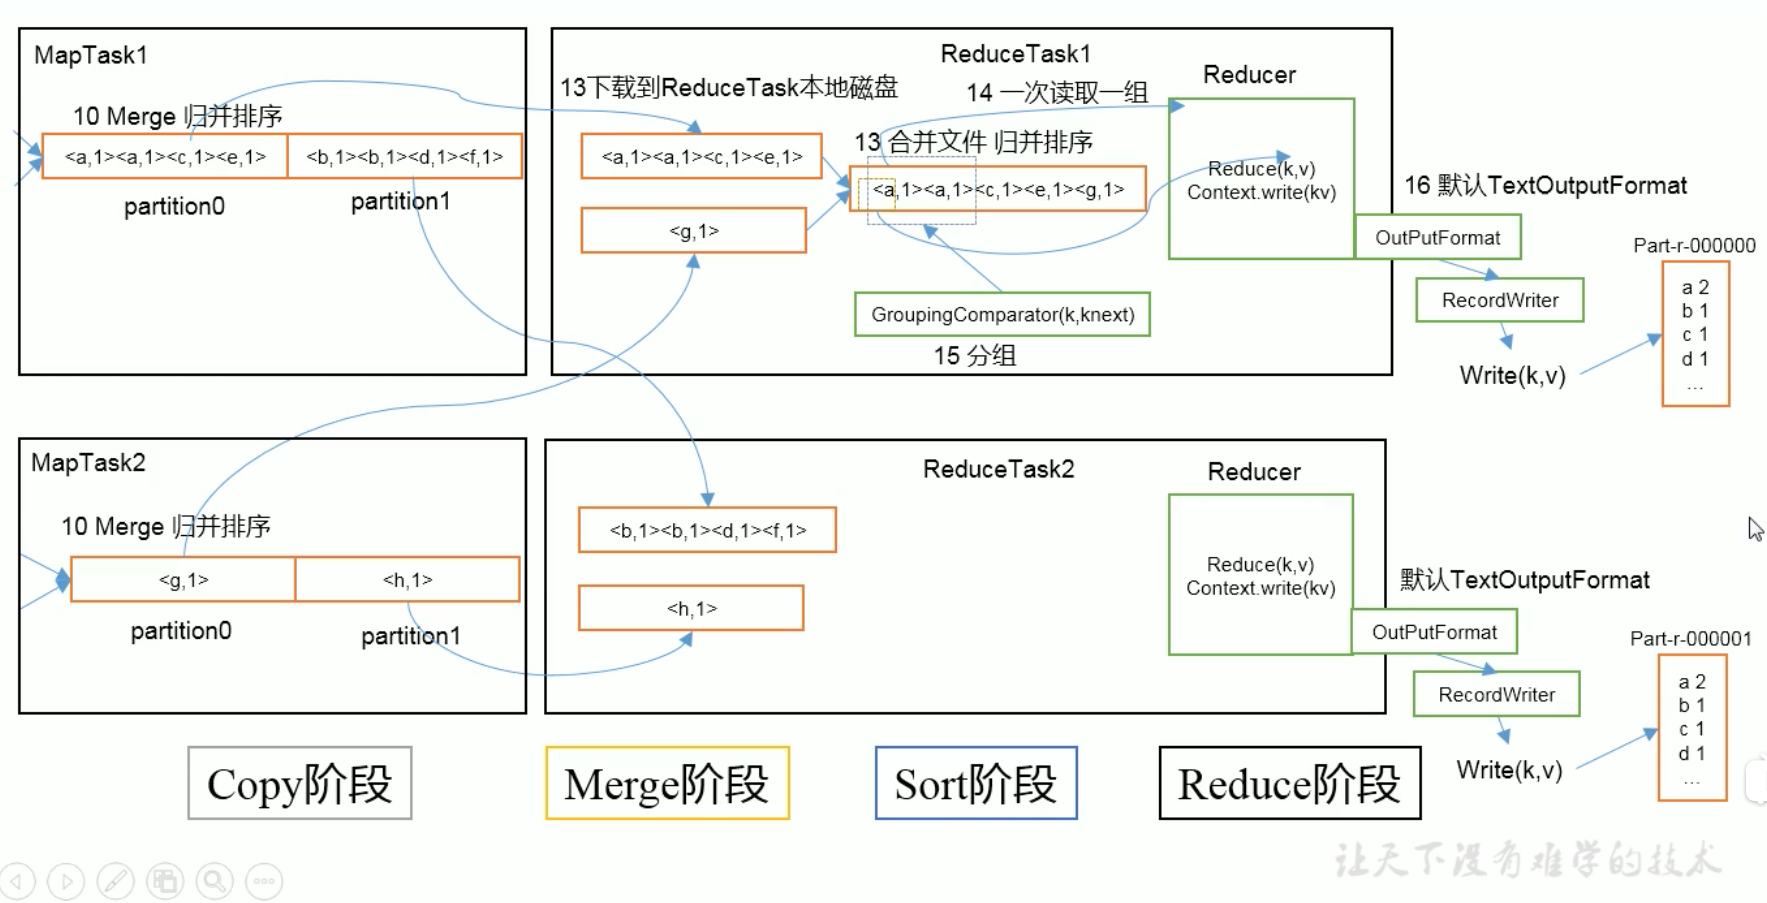 MapTask1
10 Merge 归并排序
<a,1><a,1><c,1><e,1>
<b,1><b,1><d,1><f,1>
partition0
partition1
ReduceTask1
Reducer
13下载到ReduceTask本地磁盘
14 一次读取一组
<a,1><a,1><c,1><e,1>
13 合并文件 归并排序
<a,1><a,1><c,1><e,1><g,1>
<g,1>
Reduce(k,v)
Context.write(kv)
GroupingComparator(k,knext)
15 分组
16 默认TextOutputFormat
OutPutFormat
RecordWriter
Write(k,v)
Part-r-000000
a 2
b 1
c 1
d 1
...
MapTask2
10 Merge 归并排序
<g,1>
<h,1>
partition0
partition1
ReduceTask2
Reducer
<b,1><b,1><d,1><f,1>
<h,1>
Reduce(k,v)
Context.write(kv)
默认TextOutputFormat
OutPutFormat
RecordWriter
Write(k,v)
Part-r-000001
a 2
b 1
c 1
d 1
...
Copy阶段
Merge阶段
Sort阶段
Reduce阶段
让天下没有难学的技术